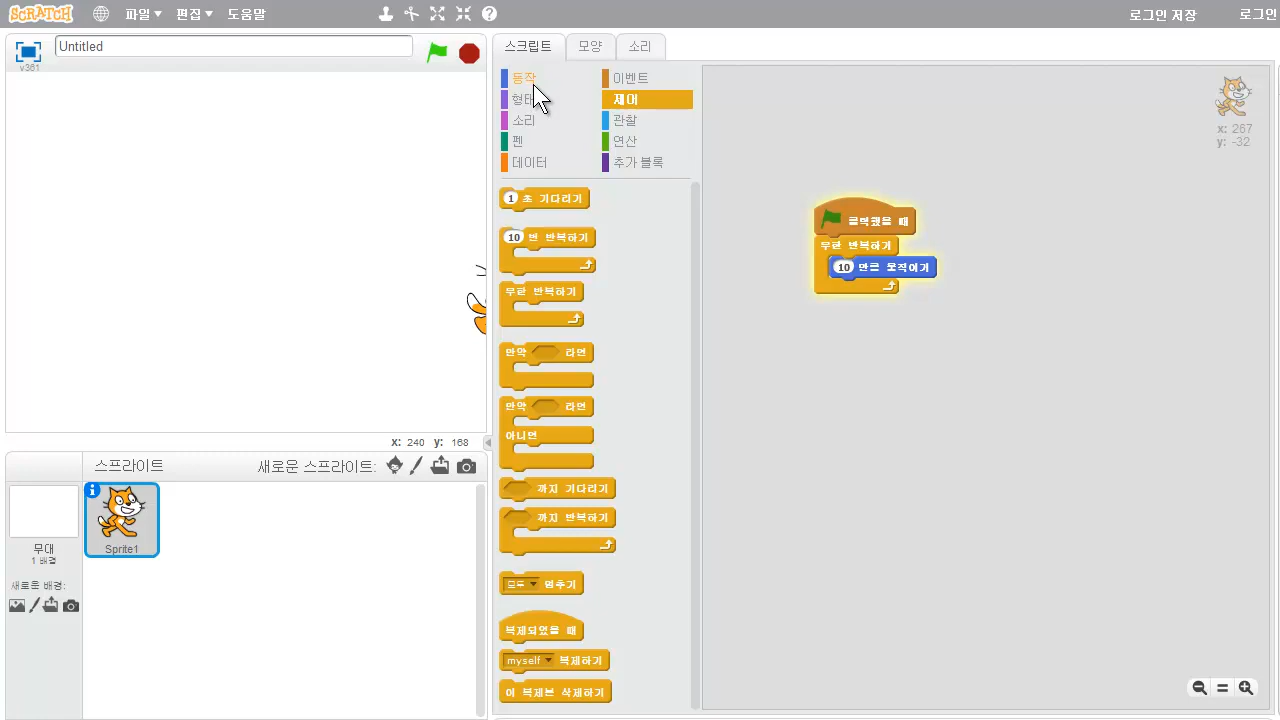 SCRATCH 파일▼ 편집▼ 도움말 로그인 저장 로그인
v381
Untitled
스크립트 모양 소리
동작 이벤트
형태 제어
소리 관찰
펜 연산
데이터 추가 블록
1 초 기다리기
10 번 반복하기
무한 반복하기
만약 라면
만약 라면
아니면
까지 기다리기
까지 반복하기
모두 ▼ 멈추기
복제되었을 때
myself ▼ 복제하기
이 복제본 삭제하기
클릭했을 때
무한 반복하기
10 만큼 움직이기
x: 267
y: -32
x: 240 y: 168
스프라이트 새로운 스프라이트:
Sprite1
무대
1 배경
새로운 배경: